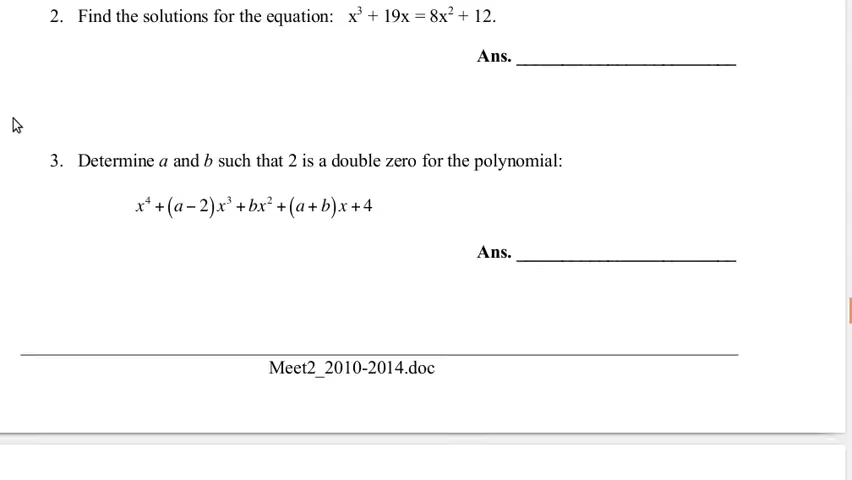 2. Find the solutions for the equation: x³ + 19x = 8x² + 12.
Ans. ________________________
3. Determine a and b such that 2 is a double zero for the polynomial:
x⁴ + (a − 2)x³ + bx² + (a + b)x + 4
Ans. ________________________
Meet2_2010-2014.doc